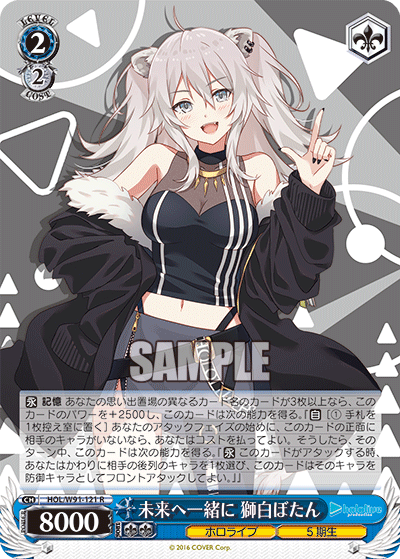 LEVEL
2
2
COST
SAMPLE
【永】 記憶 あなたの思い出置場の異なるカード名のカードが3枚以上なら、この
カードのパワーを＋2500し、このカードは次の能力を得る。『【自】［① 手札を
1枚控え室に置く］ あなたのアタックフェイズの始めに、このカードの正面に
相手のキャラがいないなら、あなたはコストを払ってよい。そうしたら、そのター
ン中、このカードは次の能力を得る。「【永】 このカードがアタックする時、
あなたはかわりに相手の後列のキャラを1枚選び、このカードはそのキャラを
防御キャラとしてフロントアタックしてよい。」』
CH HOL/W91-121 R
8000
未来へ一緒に 獅白ぼたん
hololive
production
ホロライブ
5期生
© 2016 COVER Corp.